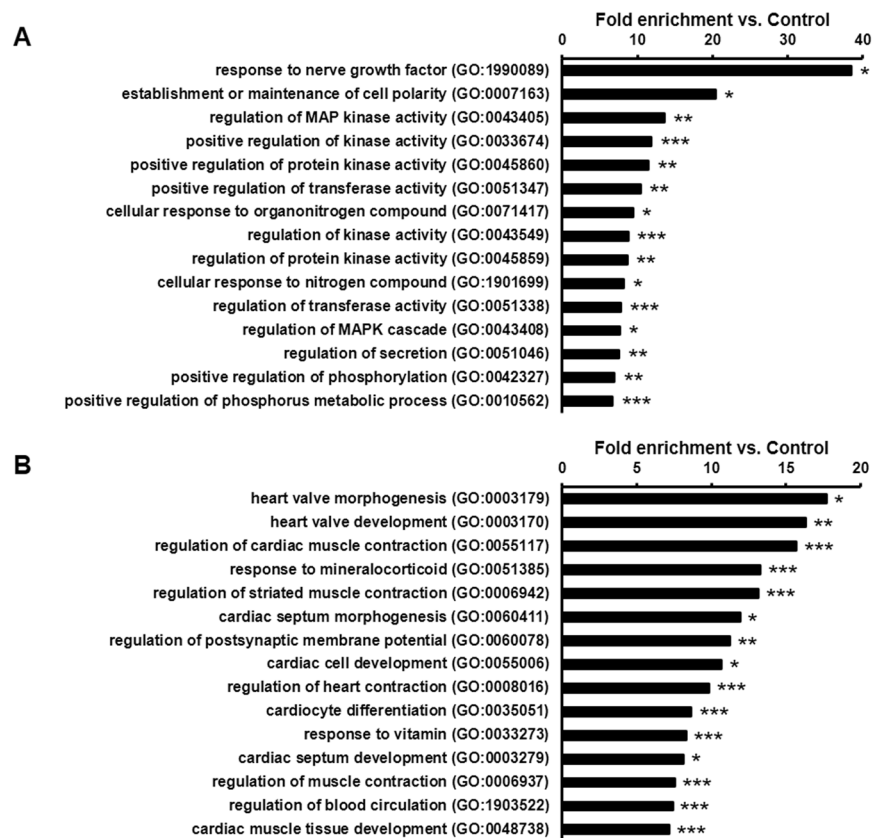 A
Fold enrichment vs. Control
0 10 20 30 40
response to nerve growth factor (GO:1990089) *
establishment or maintenance of cell polarity (GO:0007163) *
regulation of MAP kinase activity (GO:0043405) **
positive regulation of kinase activity (GO:0033674) ***
positive regulation of protein kinase activity (GO:0045860) **
positive regulation of transferase activity (GO:0051347) **
cellular response to organonitrogen compound (GO:0071417) *
regulation of kinase activity (GO:0043549) ***
regulation of protein kinase activity (GO:0045859) **
cellular response to nitrogen compound (GO:1901699) *
regulation of transferase activity (GO:0051338) ***
regulation of MAPK cascade (GO:0043408) *
regulation of secretion (GO:0051046) **
positive regulation of phosphorylation (GO:0042327) **
positive regulation of phosphorus metabolic process (GO:0010562) ***
B
Fold enrichment vs. Control
0 5 10 15 20
heart valve morphogenesis (GO:0003179) *
heart valve development (GO:0003170) **
regulation of cardiac muscle contraction (GO:0055117) ***
response to mineralocorticoid (GO:0051385) ***
regulation of striated muscle contraction (GO:0006942) ***
cardiac septum morphogenesis (GO:0060411) *
regulation of postsynaptic membrane potential (GO:0060078) **
cardiac cell development (GO:0055006) *
regulation of heart contraction (GO:0008016) ***
cardiocyte differentiation (GO:0035051) ***
response to vitamin (GO:0033273) ***
cardiac septum development (GO:0003279) *
regulation of muscle contraction (GO:0006937) ***
regulation of blood circulation (GO:1903522) ***
cardiac muscle tissue development (GO:0048738) ***